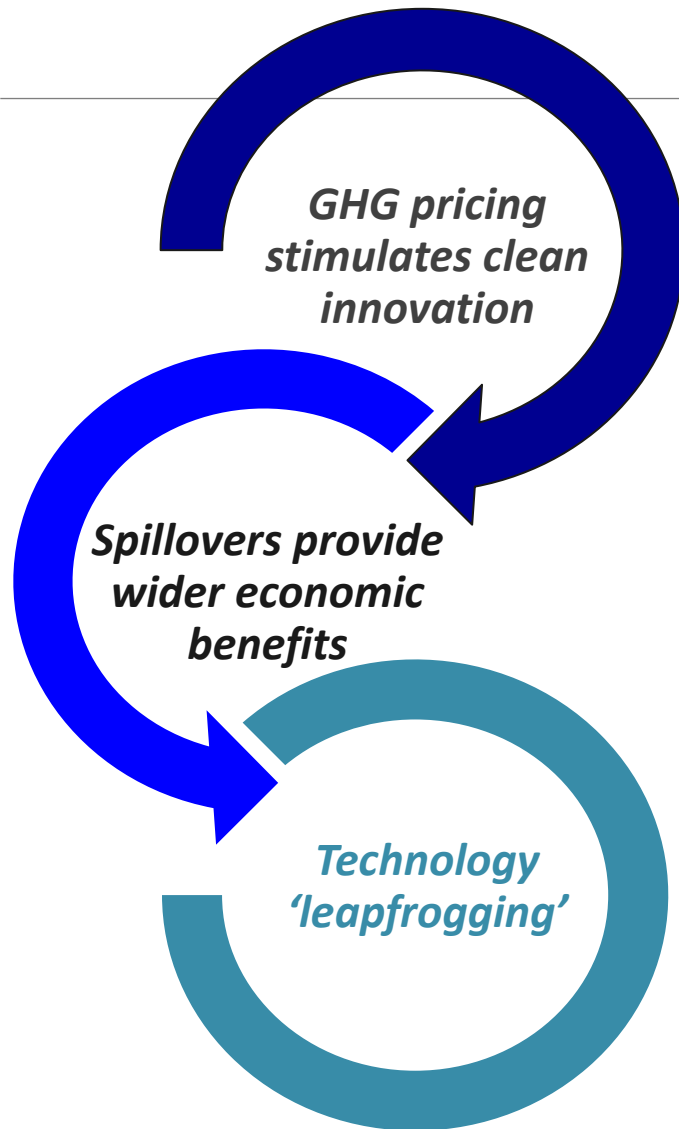 GHG pricing
stimulates clean
innovation
Spillovers provide
wider economic
benefits
Technology
‘leapfrogging’